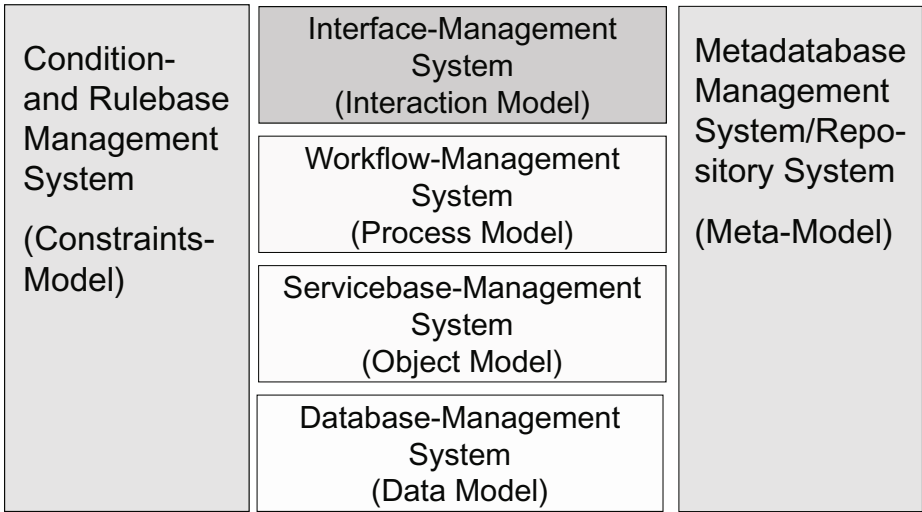 Condition-
and Rulebase
Management
System
(Constraints-
Model)
Interface-Management
System
(Interaction Model)
Workflow-Management
System
(Process Model)
Servicebase-Management
System
(Object Model)
Database-Management
System
(Data Model)
Metadatabase
Management
System/Repo-
sitory System
(Meta-Model)